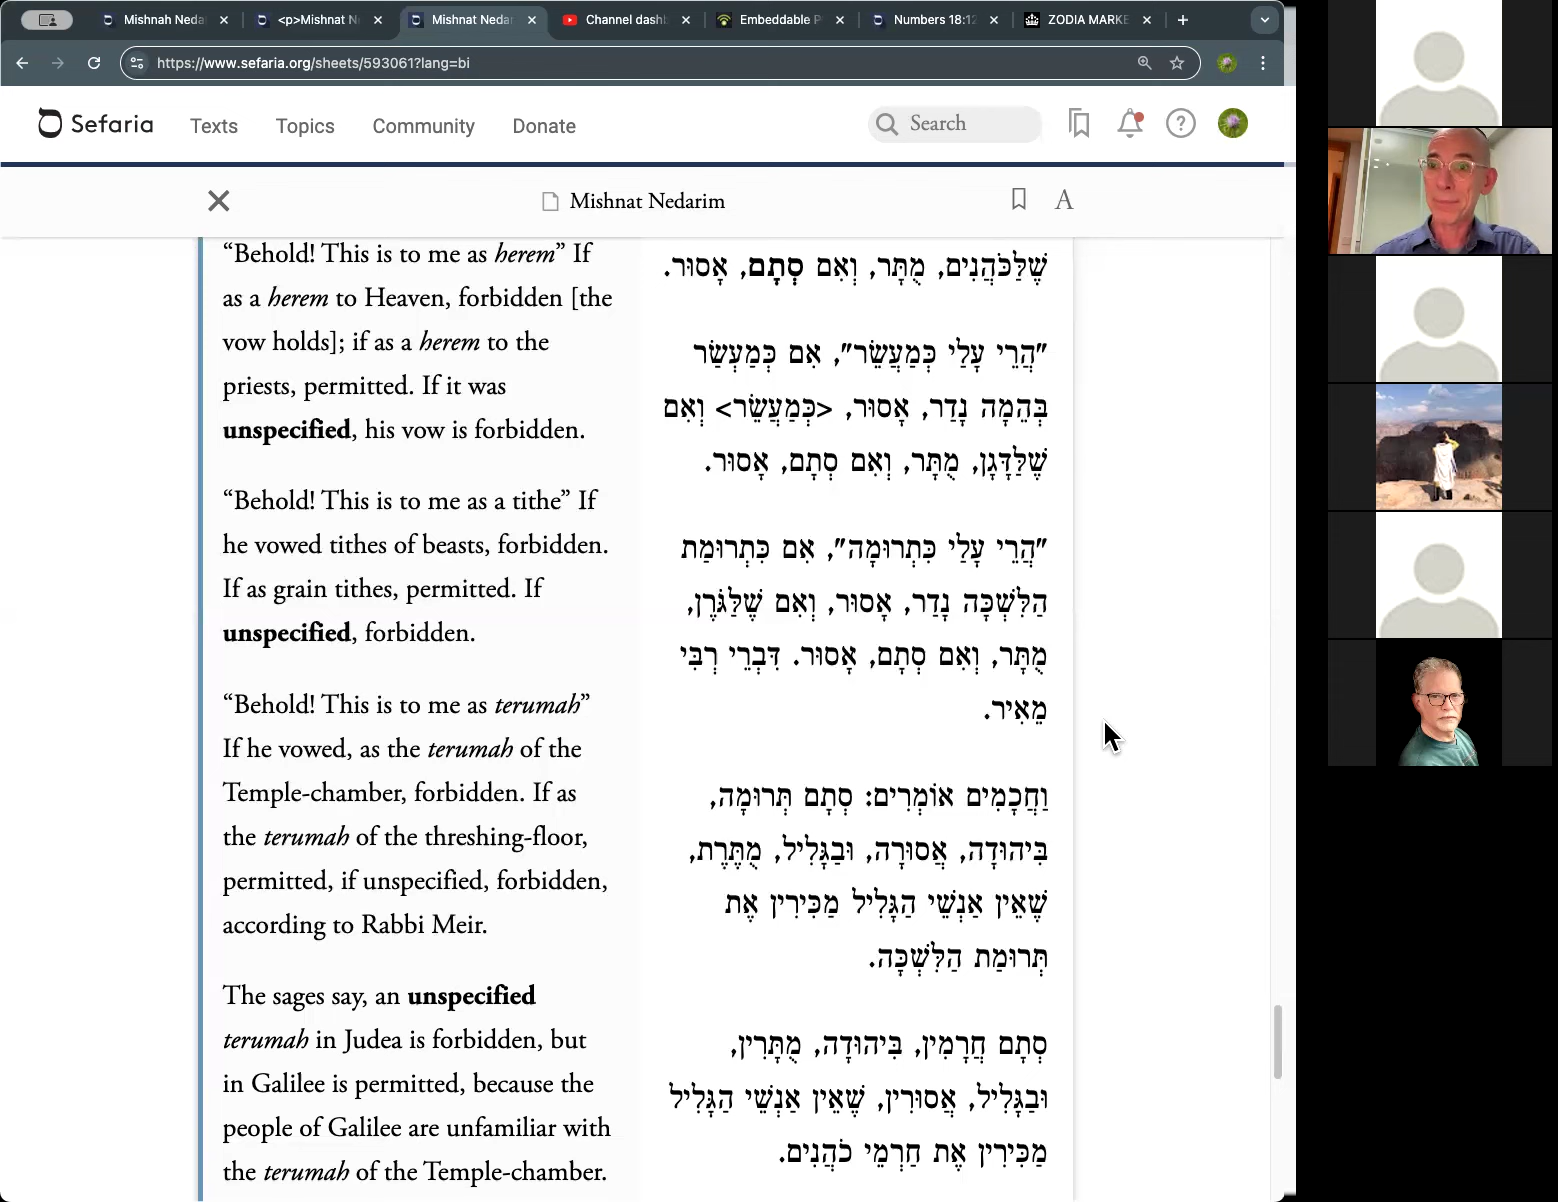 Mishnah Neda
<p>Mishnat N
Mishnat Nedar
Channel dash
Embeddable P
Numbers 18:12
ZODIA MARKE
https://www.sefaria.org/sheets/593061?lang=bi
Sefaria
Texts
Topics
Community
Donate
Search
Mishnat Nedarim
A
“Behold! This is to me as herem” If
as a herem to Heaven, forbidden [the
vow holds]; if as a herem to the
priests, permitted. If it was
unspecified, his vow is forbidden.
“Behold! This is to me as a tithe” If
he vowed tithes of beasts, forbidden.
If as grain tithes, permitted. If
unspecified, forbidden.
“Behold! This is to me as terumah”
If he vowed, as the terumah of the
Temple-chamber, forbidden. If as
the terumah of the threshing-floor,
permitted, if unspecified, forbidden,
according to Rabbi Meir.
The sages say, an unspecified
terumah in Judea is forbidden, but
in Galilee is permitted, because the
people of Galilee are unfamiliar with
the terumah of the Temple-chamber.
שֶׁלַּכֹּהֲנִים, מֻתָּר, וְאִם סְתָם, אָסוּר.
"הֲרֵי עָלַי כְּמַעֲשֵׂר", אִם כְּמַעְשַׂר
בְּהֵמָה נָדַר, אָסוּר, <כְּמַעֲשֵׂר> וְאִם
שֶׁלַּדָּגָן, מֻתָּר, וְאִם סְתָם, אָסוּר.
"הֲרֵי עָלַי כִּתְרוּמָה", אִם כִּתְרוּמַת
הַלִּשְׁכָּה נָדַר, אָסוּר, וְאִם שֶׁלַּגֹּרֶן,
מֻתָּר, וְאִם סְתָם, אָסוּר. דִּבְרֵי רְבִּי
מֵאִיר.
וַחֲכָמִים אוֹמְרִים: סְתָם תְּרוּמָה,
בִּיהוּדָה, אֲסוּרָה, וּבַגָּלִיל, מֻתֶּרֶת,
שֶׁאֵין אַנְשֵׁי הַגָּלִיל מַכִּירִין אֶת
תְּרוּמַת הַלִּשְׁכָּה.
סְתָם חֲרָמִין, בִּיהוּדָה, מֻתָּרִין,
וּבַגָּלִיל, אֲסוּרִין, שֶׁאֵין אַנְשֵׁי הַגָּלִיל
מַכִּירִין אֶת חֶרְמֵי כֹהֲנִים.